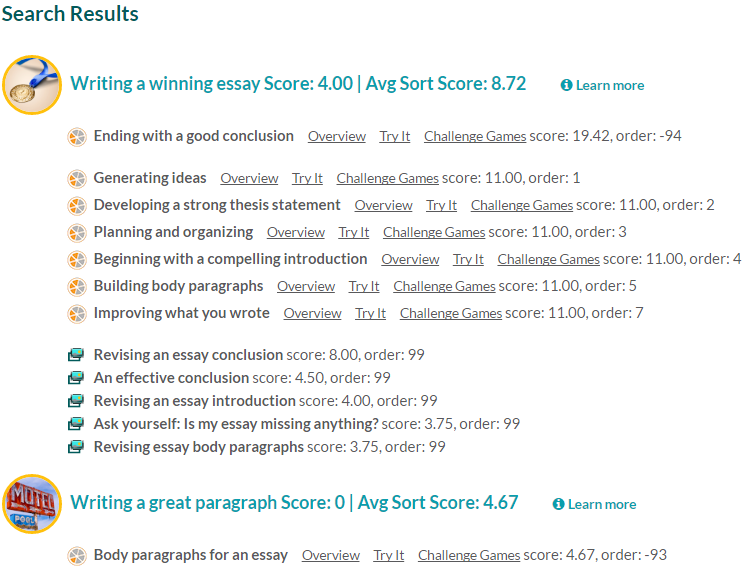 Search Results
Writing a winning essay Score: 4.00 | Avg Sort Score: 8.72 Learn more
Ending with a good conclusion Overview Try It Challenge Games score: 19.42, order: -94
Generating ideas Overview Try It Challenge Games score: 11.00, order: 1
Developing a strong thesis statement Overview Try It Challenge Games score: 11.00, order: 2
Planning and organizing Overview Try It Challenge Games score: 11.00, order: 3
Beginning with a compelling introduction Overview Try It Challenge Games score: 11.00, order: 4
Building body paragraphs Overview Try It Challenge Games score: 11.00, order: 5
Improving what you wrote Overview Try It Challenge Games score: 11.00, order: 7
Revising an essay conclusion score: 8.00, order: 99
An effective conclusion score: 4.50, order: 99
Revising an essay introduction score: 4.00, order: 99
Ask yourself: Is my essay missing anything? score: 3.75, order: 99
Revising essay body paragraphs score: 3.75, order: 99
MOTEL
POOL
Writing a great paragraph Score: 0 | Avg Sort Score: 4.67 Learn more
Body paragraphs for an essay Overview Try It Challenge Games score: 4.67, order: -93